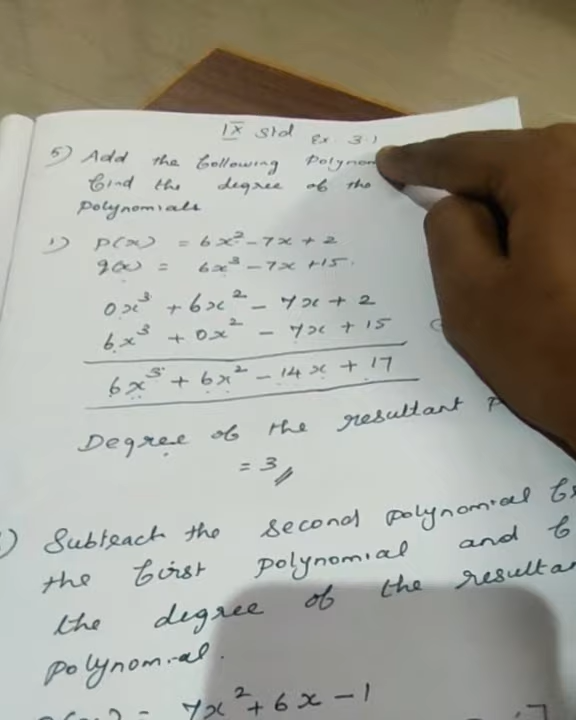 IX Std Ex 3.1
5) Add the following Polynom
find the degree of the
polynomials
1) p(x) = 6x² - 7x + 2
q(x) = 6x³ - 7x + 15.
0x³ + 6x² - 7x + 2
6x³ + 0x² - 7x + 15
6x³ + 6x² - 14x + 17
Degree of the resultant P
= 3
) Subtract the second polynomial
the first polynomial and
the degree of the resulta
polynomial.
= 7x² + 6x - 1